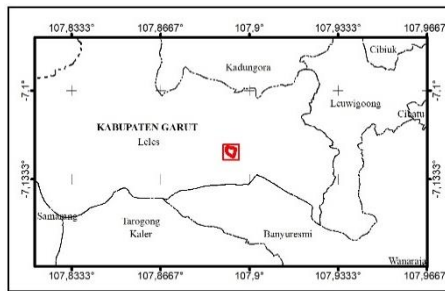 107,8333° 107,8667° 107,9° 107,9333° 107,9667°
Cibiuk
Kadungora
-7,1° -7,1°
Leuwigoong
Cibatu
KABUPATEN GARUT
Leles
-7,1333° -7,1333°
Samarang
Tarogong
Kaler
Banyuresmi
Wanaraja
107,8333° 107,8667° 107,9° 107,9333° 107,9667°